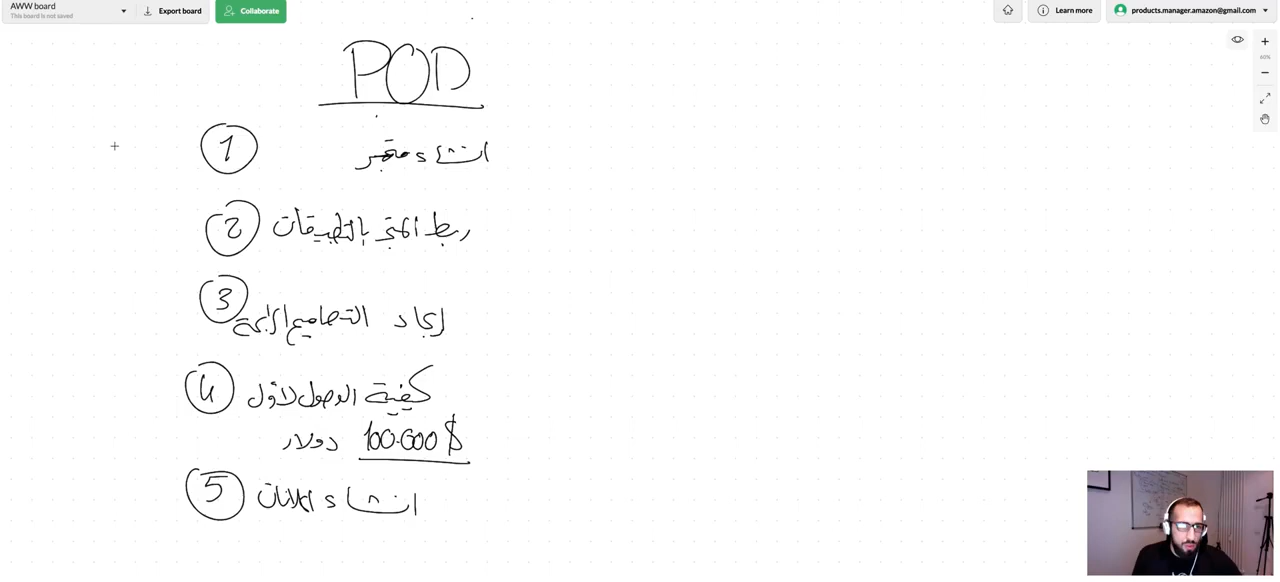 AWW board
This board is not saved
Export board
Collaborate
Learn more
products.manager.amazon@gmail.com
60%
POD
1 انشاء متجر
2 ربط المتجر بالتطبيقات
3 إيجاد التصاميم الرابحة
4 كيفية الوصول لأول
100.000 $ دولار
5 انشاء اعلانات